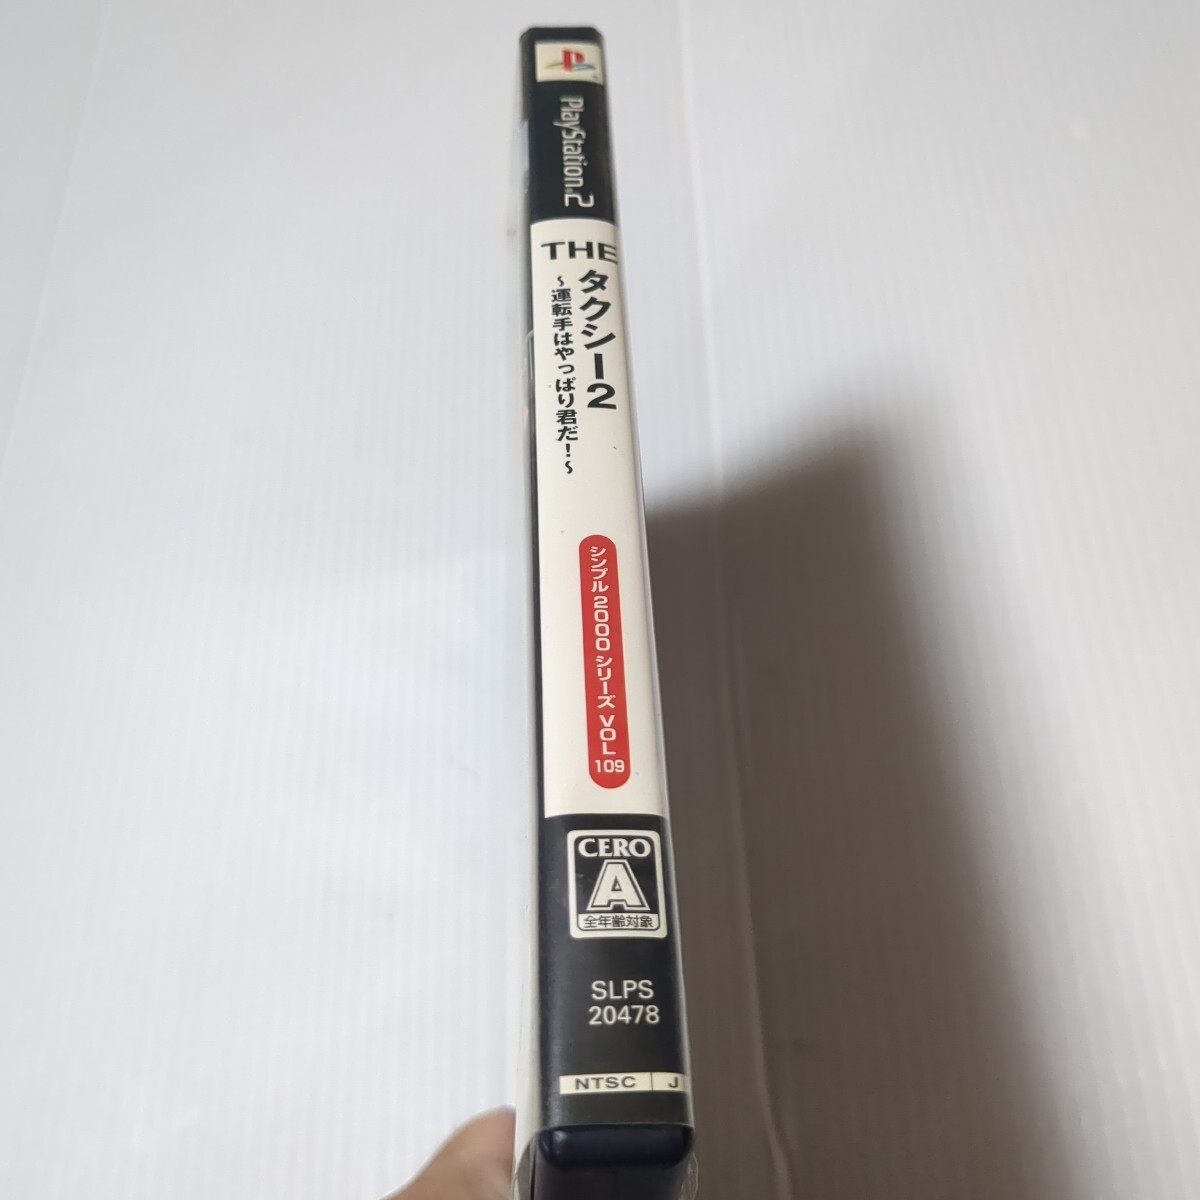 PlayStation.2
THE タクシー2
～運転手はやっぱり君だ!～
シンプル2000シリーズ VOL 109
CERO
A
全年齢対象
SLPS
20478
NTSC J